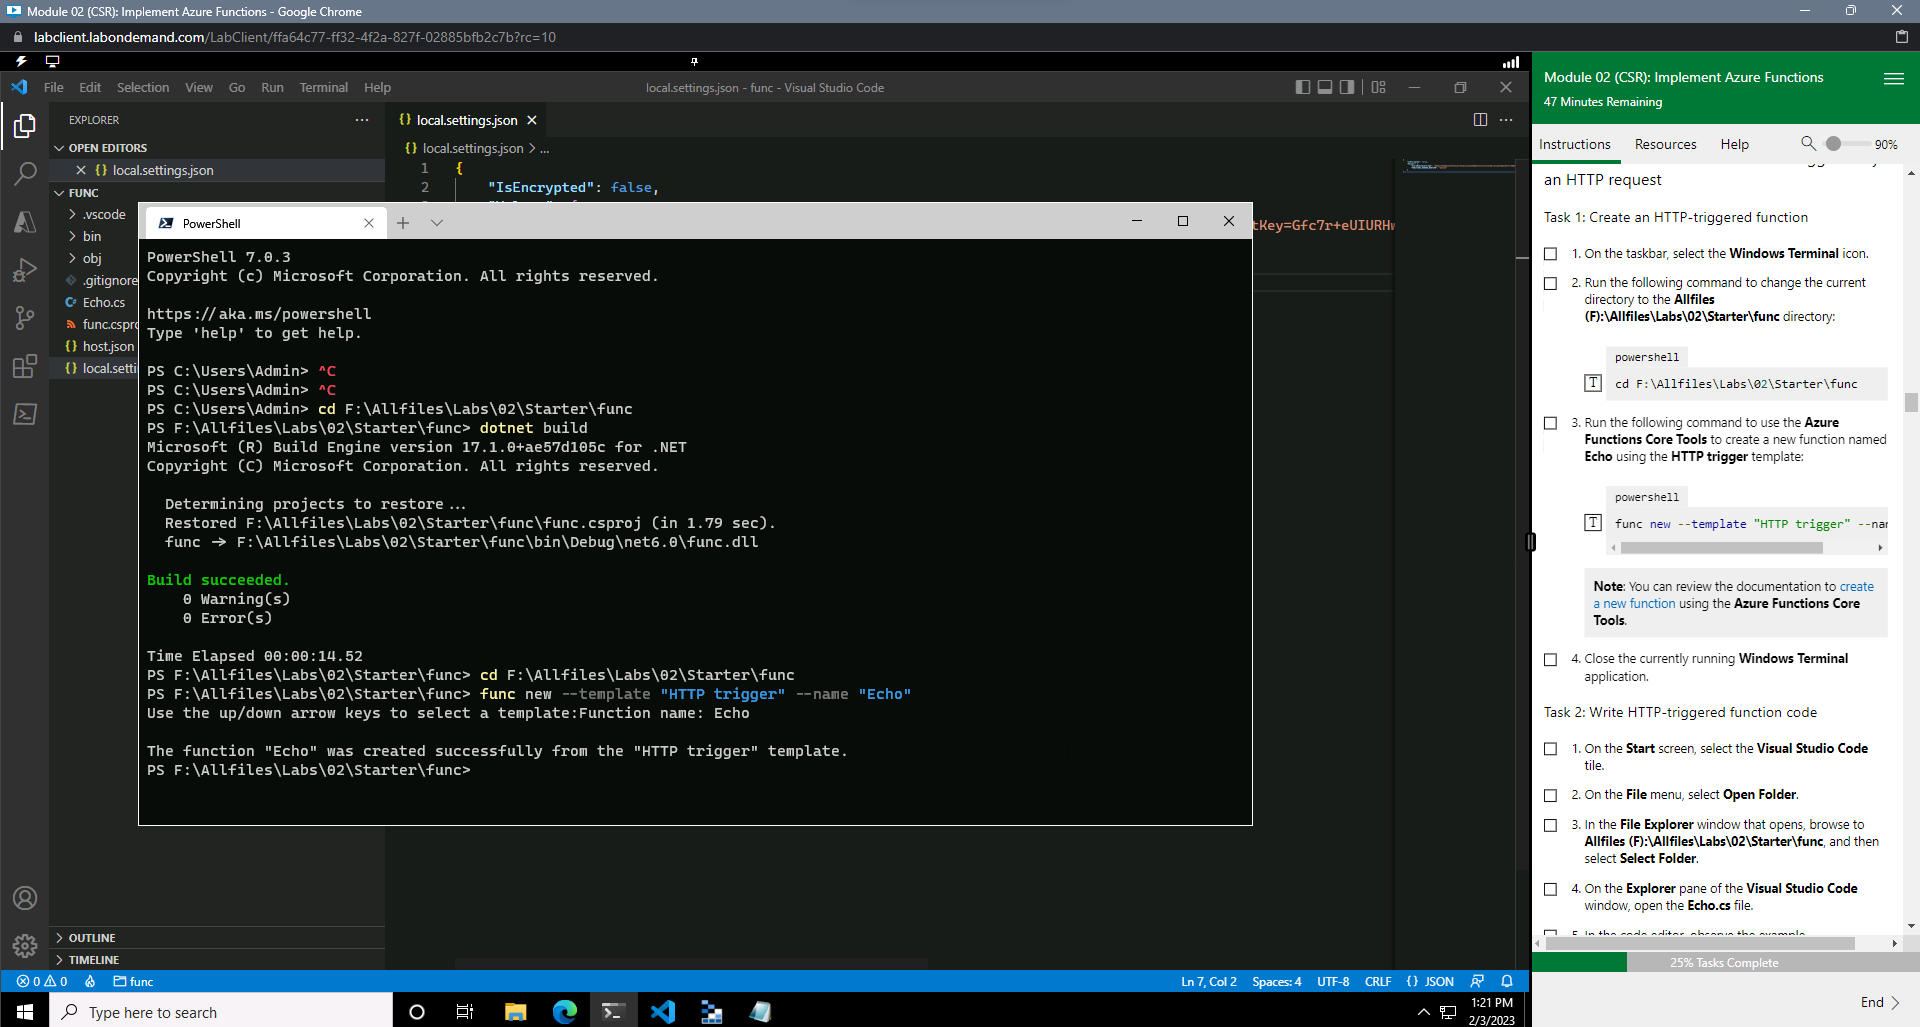 Module 02 (CSR): Implement Azure Functions - Google Chrome
labclient.labondemand.com/LabClient/ffa64c77-ff32-4f2a-827f-02885bfb2c7b?rc=10
File Edit Selection View Go Run Terminal Help
local.settings.json - func - Visual Studio Code
EXPLORER
OPEN EDITORS
local.settings.json
FUNC
.vscode
bin
obj
.gitignore
Echo.cs
func.cspro
host.json
local.setti
OUTLINE
TIMELINE
local.settings.json
local.settings.json > ...
1 {
2 "IsEncrypted": false,
tKey=Gfc7r+eUIURHw
PowerShell
PowerShell 7.0.3
Copyright (c) Microsoft Corporation. All rights reserved.
https://aka.ms/powershell
Type 'help' to get help.
PS C:\Users\Admin> ^C
PS C:\Users\Admin> ^C
PS C:\Users\Admin> cd F:\Allfiles\Labs\02\Starter\func
PS F:\Allfiles\Labs\02\Starter\func> dotnet build
Microsoft (R) Build Engine version 17.1.0+ae57d105c for .NET
Copyright (C) Microsoft Corporation. All rights reserved.
Determining projects to restore...
Restored F:\Allfiles\Labs\02\Starter\func\func.csproj (in 1.79 sec).
func -> F:\Allfiles\Labs\02\Starter\func\bin\Debug\net6.0\func.dll
Build succeeded.
0 Warning(s)
0 Error(s)
Time Elapsed 00:00:14.52
PS F:\Allfiles\Labs\02\Starter\func> cd F:\Allfiles\Labs\02\Starter\func
PS F:\Allfiles\Labs\02\Starter\func> func new --template "HTTP trigger" --name "Echo"
Use the up/down arrow keys to select a template:Function name: Echo
The function "Echo" was created successfully from the "HTTP trigger" template.
PS F:\Allfiles\Labs\02\Starter\func>
0 0
func
Ln 7, Col 2 Spaces: 4 UTF-8 CRLF {} JSON
Type here to search
1:21 PM
2/3/2023
Module 02 (CSR): Implement Azure Functions
47 Minutes Remaining
Instructions Resources Help 90%
an HTTP request
Task 1: Create an HTTP-triggered function
1. On the taskbar, select the Windows Terminal icon.
2. Run the following command to change the current
directory to the Allfiles
(F):\Allfiles\Labs\02\Starter\func directory:
powershell
T cd F:\Allfiles\Labs\02\Starter\func
3. Run the following command to use the Azure
Functions Core Tools to create a new function named
Echo using the HTTP trigger template:
powershell
T func new --template "HTTP trigger" --nam
Note: You can review the documentation to create
a new function using the Azure Functions Core
Tools.
4. Close the currently running Windows Terminal
application.
Task 2: Write HTTP-triggered function code
1. On the Start screen, select the Visual Studio Code
tile.
2. On the File menu, select Open Folder.
3. In the File Explorer window that opens, browse to
Allfiles (F):\Allfiles\Labs\02\Starter\func, and then
select Select Folder.
4. On the Explorer pane of the Visual Studio Code
window, open the Echo.cs file.
5. In the code editor, observe the example
25% Tasks Complete
End